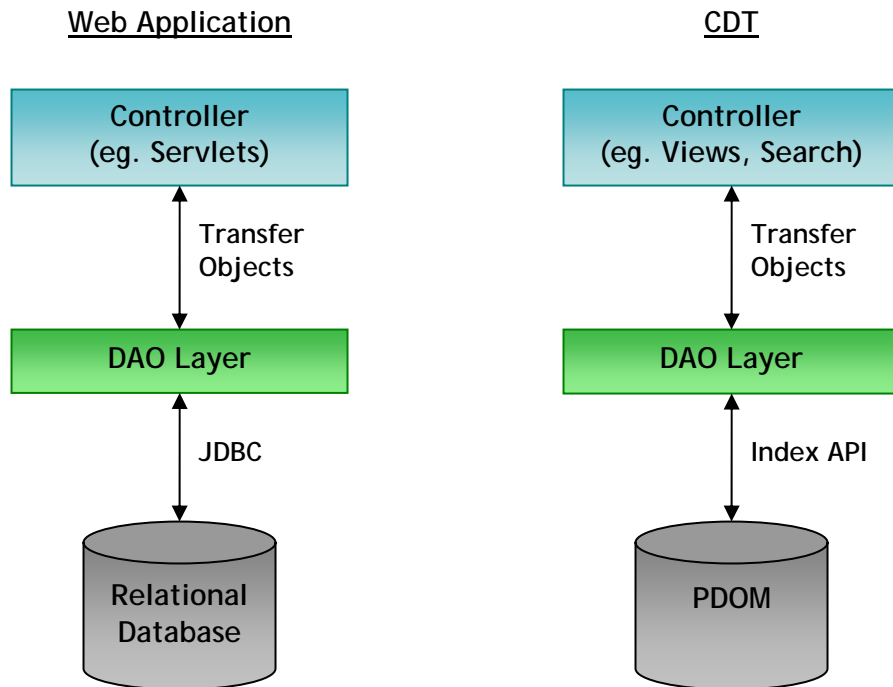 Web Application
Controller
(eg. Servlets)
Transfer
Objects
DAO Layer
JDBC
Relational
Database
CDT
Controller
(eg. Views, Search)
Transfer
Objects
DAO Layer
Index API
PDOM